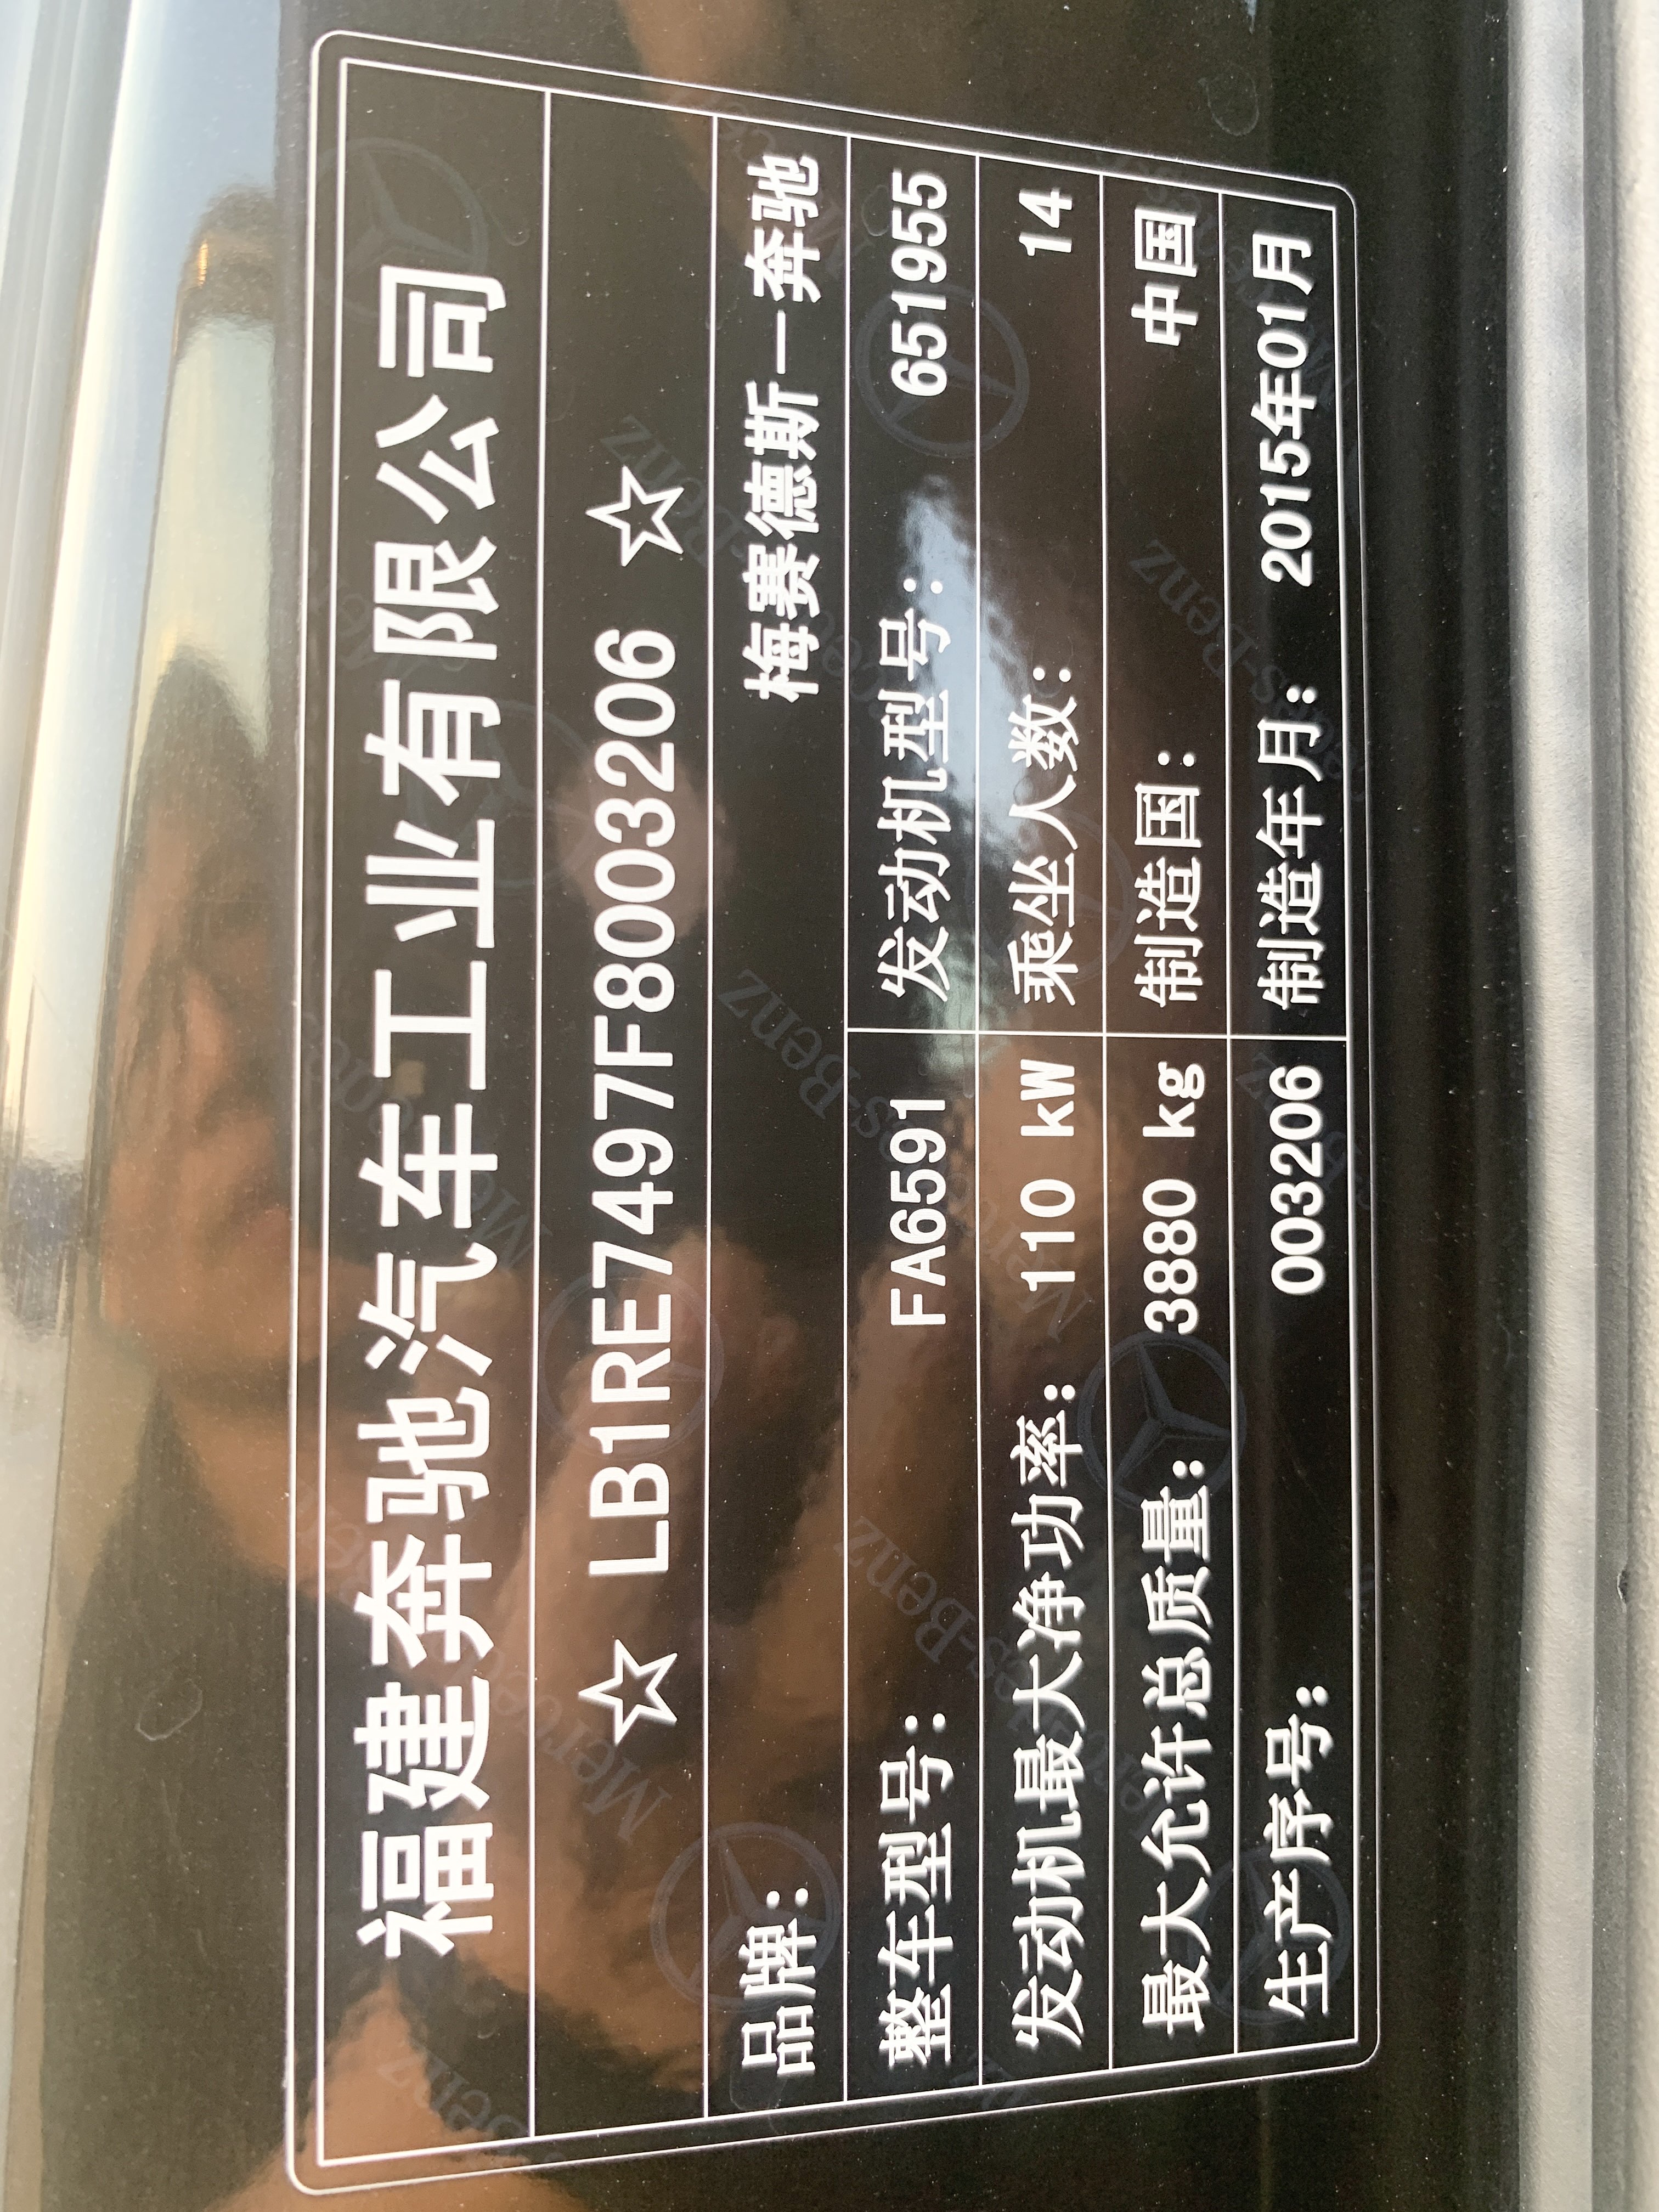 福建奔驰汽车工业有限公司
☆ LB1RE7497F8003206 ☆
品牌: 梅赛德斯－奔驰
整车型号: FA6591 发动机型号: 651955
发动机最大净功率: 110 kW 乘坐人数: 14
最大允许总质量: 3880 kg 制造国: 中国
生产序号: 003206 制造年月: 2015年01月